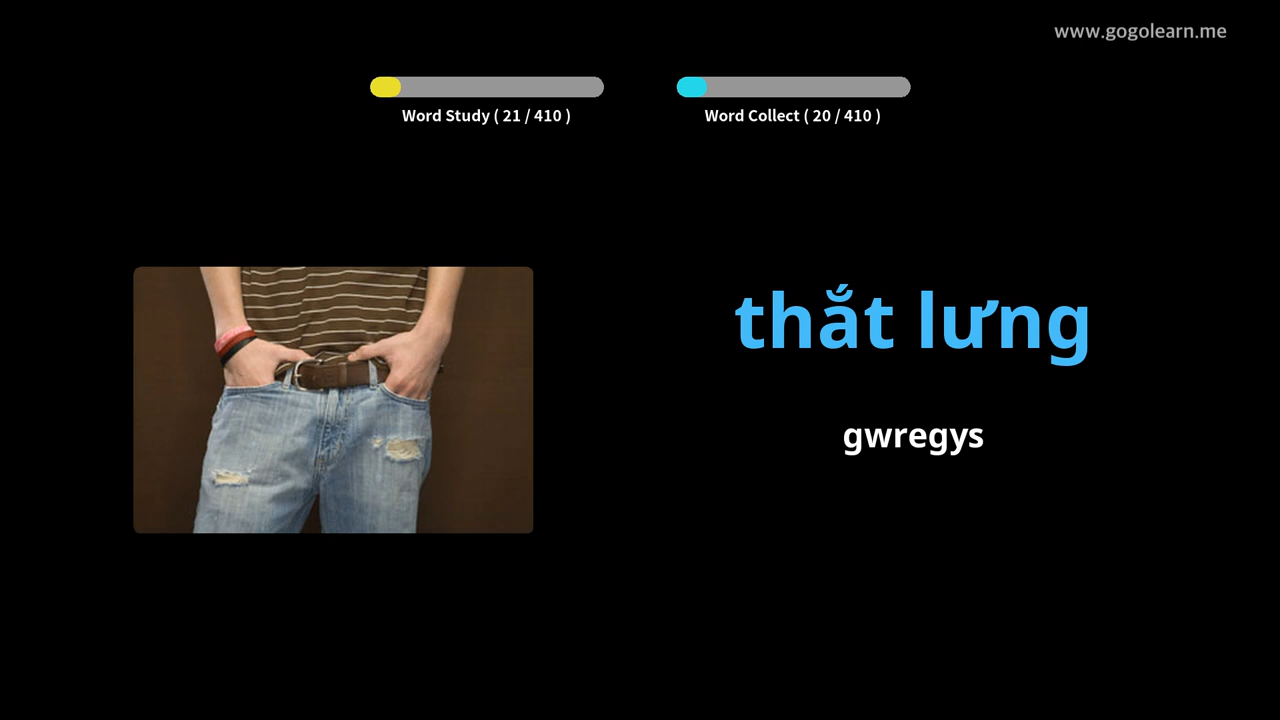 www.gogolearn.me
Word Study ( 21 / 410 )
Word Collect ( 20 / 410 )
thắt lưng
gwregys